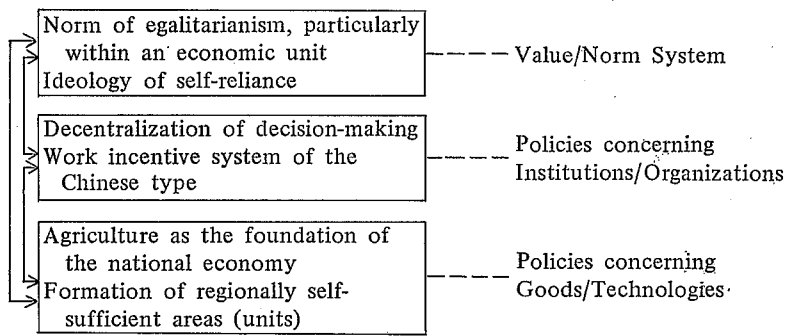 Norm of egalitarianism, particularly
within an economic unit
Ideology of self-reliance
Value/Norm System
Decentralization of decision-making
Work incentive system of the
Chinese type
Policies concerning
Institutions/Organizations
Agriculture as the foundation of
the national economy
Formation of regionally self-
sufficient areas (units)
Policies concerning
Goods/Technologies